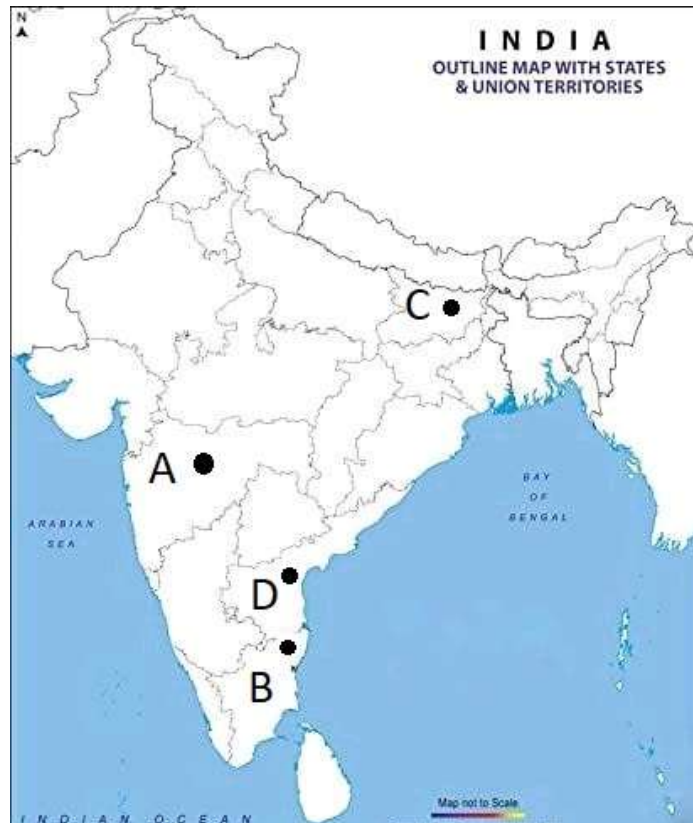 N
INDIA
OUTLINE MAP WITH STATES
& UNION TERRITORIES
C
A
ARABIAN
SEA
BAY
OF
BENGAL
D
B
Map not to Scale
INDIAN OCEAN